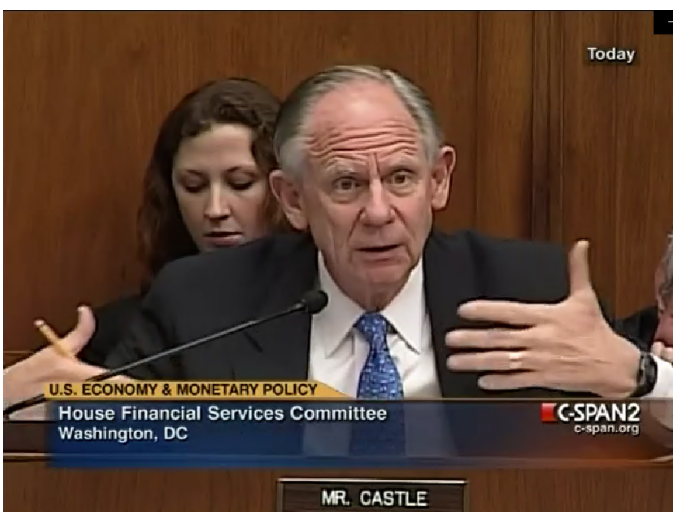 Today
U.S. ECONOMY & MONETARY POLICY
House Financial Services Committee
Washington, DC
C-SPAN2
c-span.org
MR. CASTLE